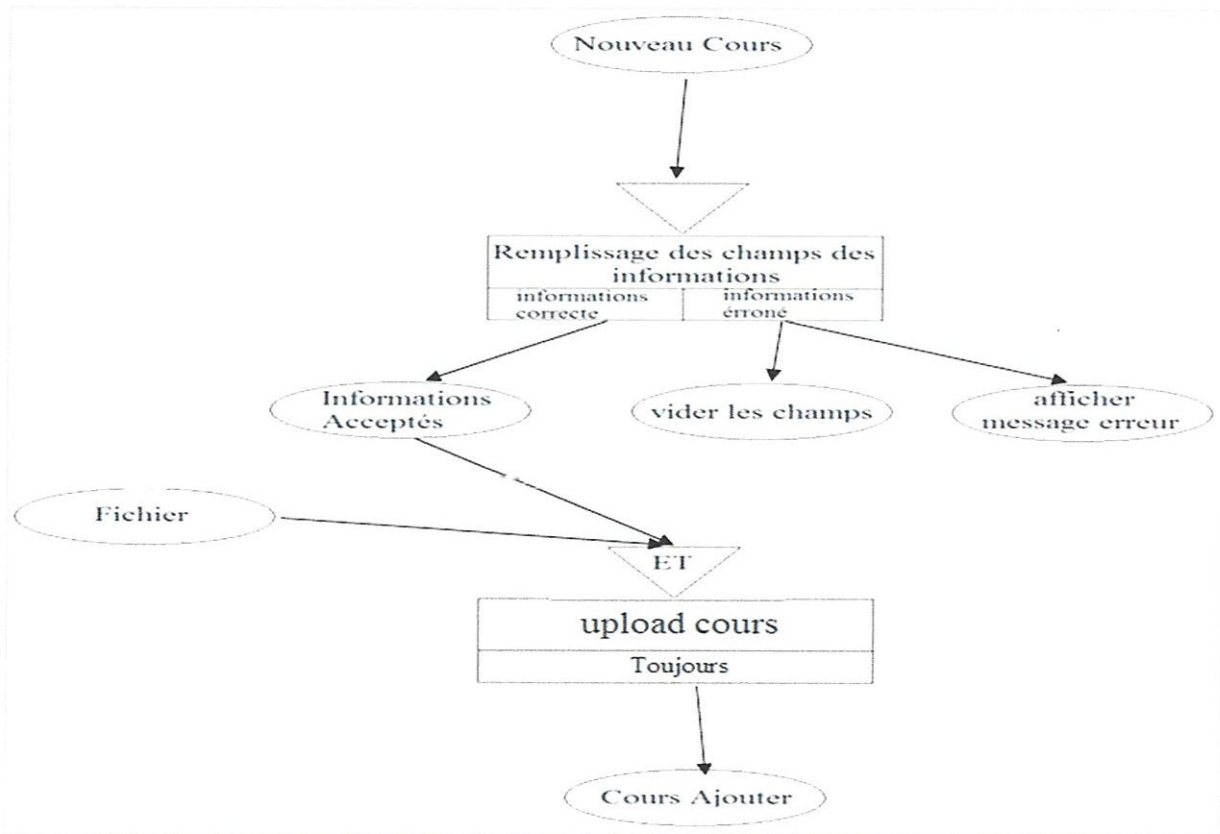 Nouveau Cours
Remplissage des champs des
informations
informations
correcte
informations
érroné
Informations
Acceptés
vider les champs
afficher
message erreur
Fichier
ET
upload cours
Toujours
Cours Ajouter